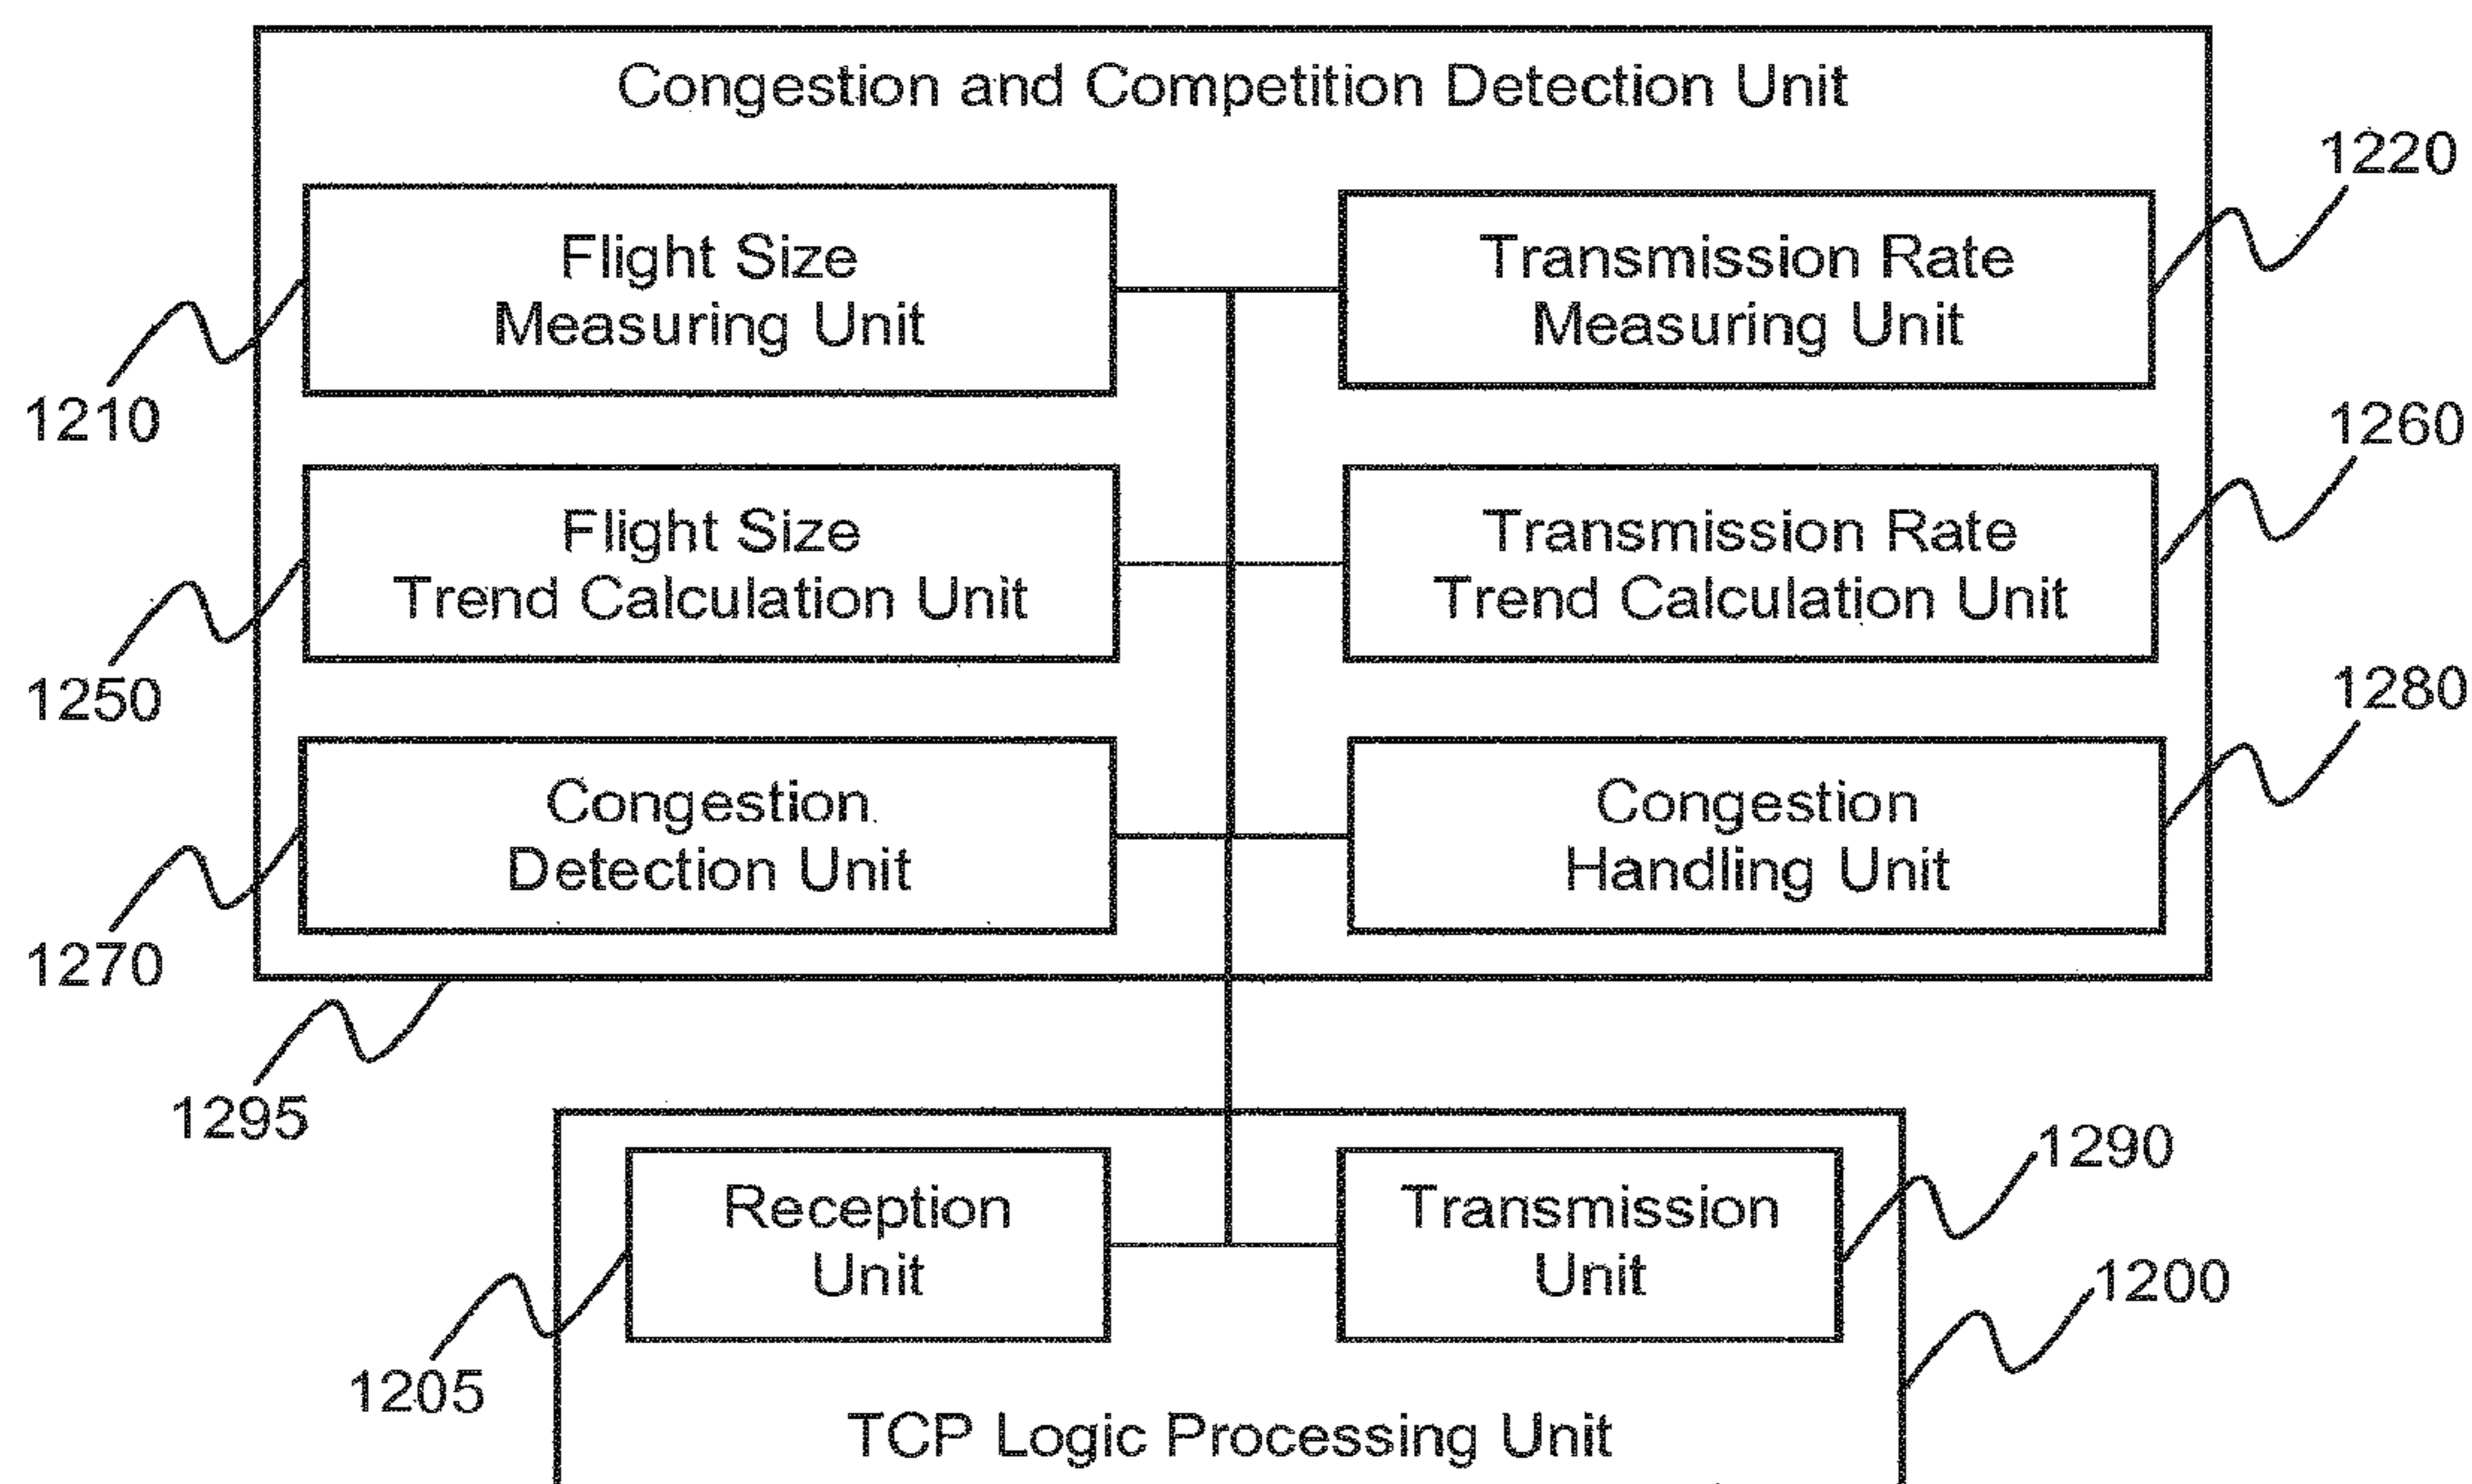 Congestion and Competition Detection Unit
1220
Flight Size
Measuring Unit
Transmission Rate
Measuring Unit
1210
1260
Flight Size
Trend Calculation Unit
Transmission Rate
Trend Calculation Unit
1250
1280
Congestion
Detection Unit
Congestion
Handling Unit
1270
1295
1290
Reception
Unit
Transmission
Unit
1200
1205
TCP Logic Processing Unit